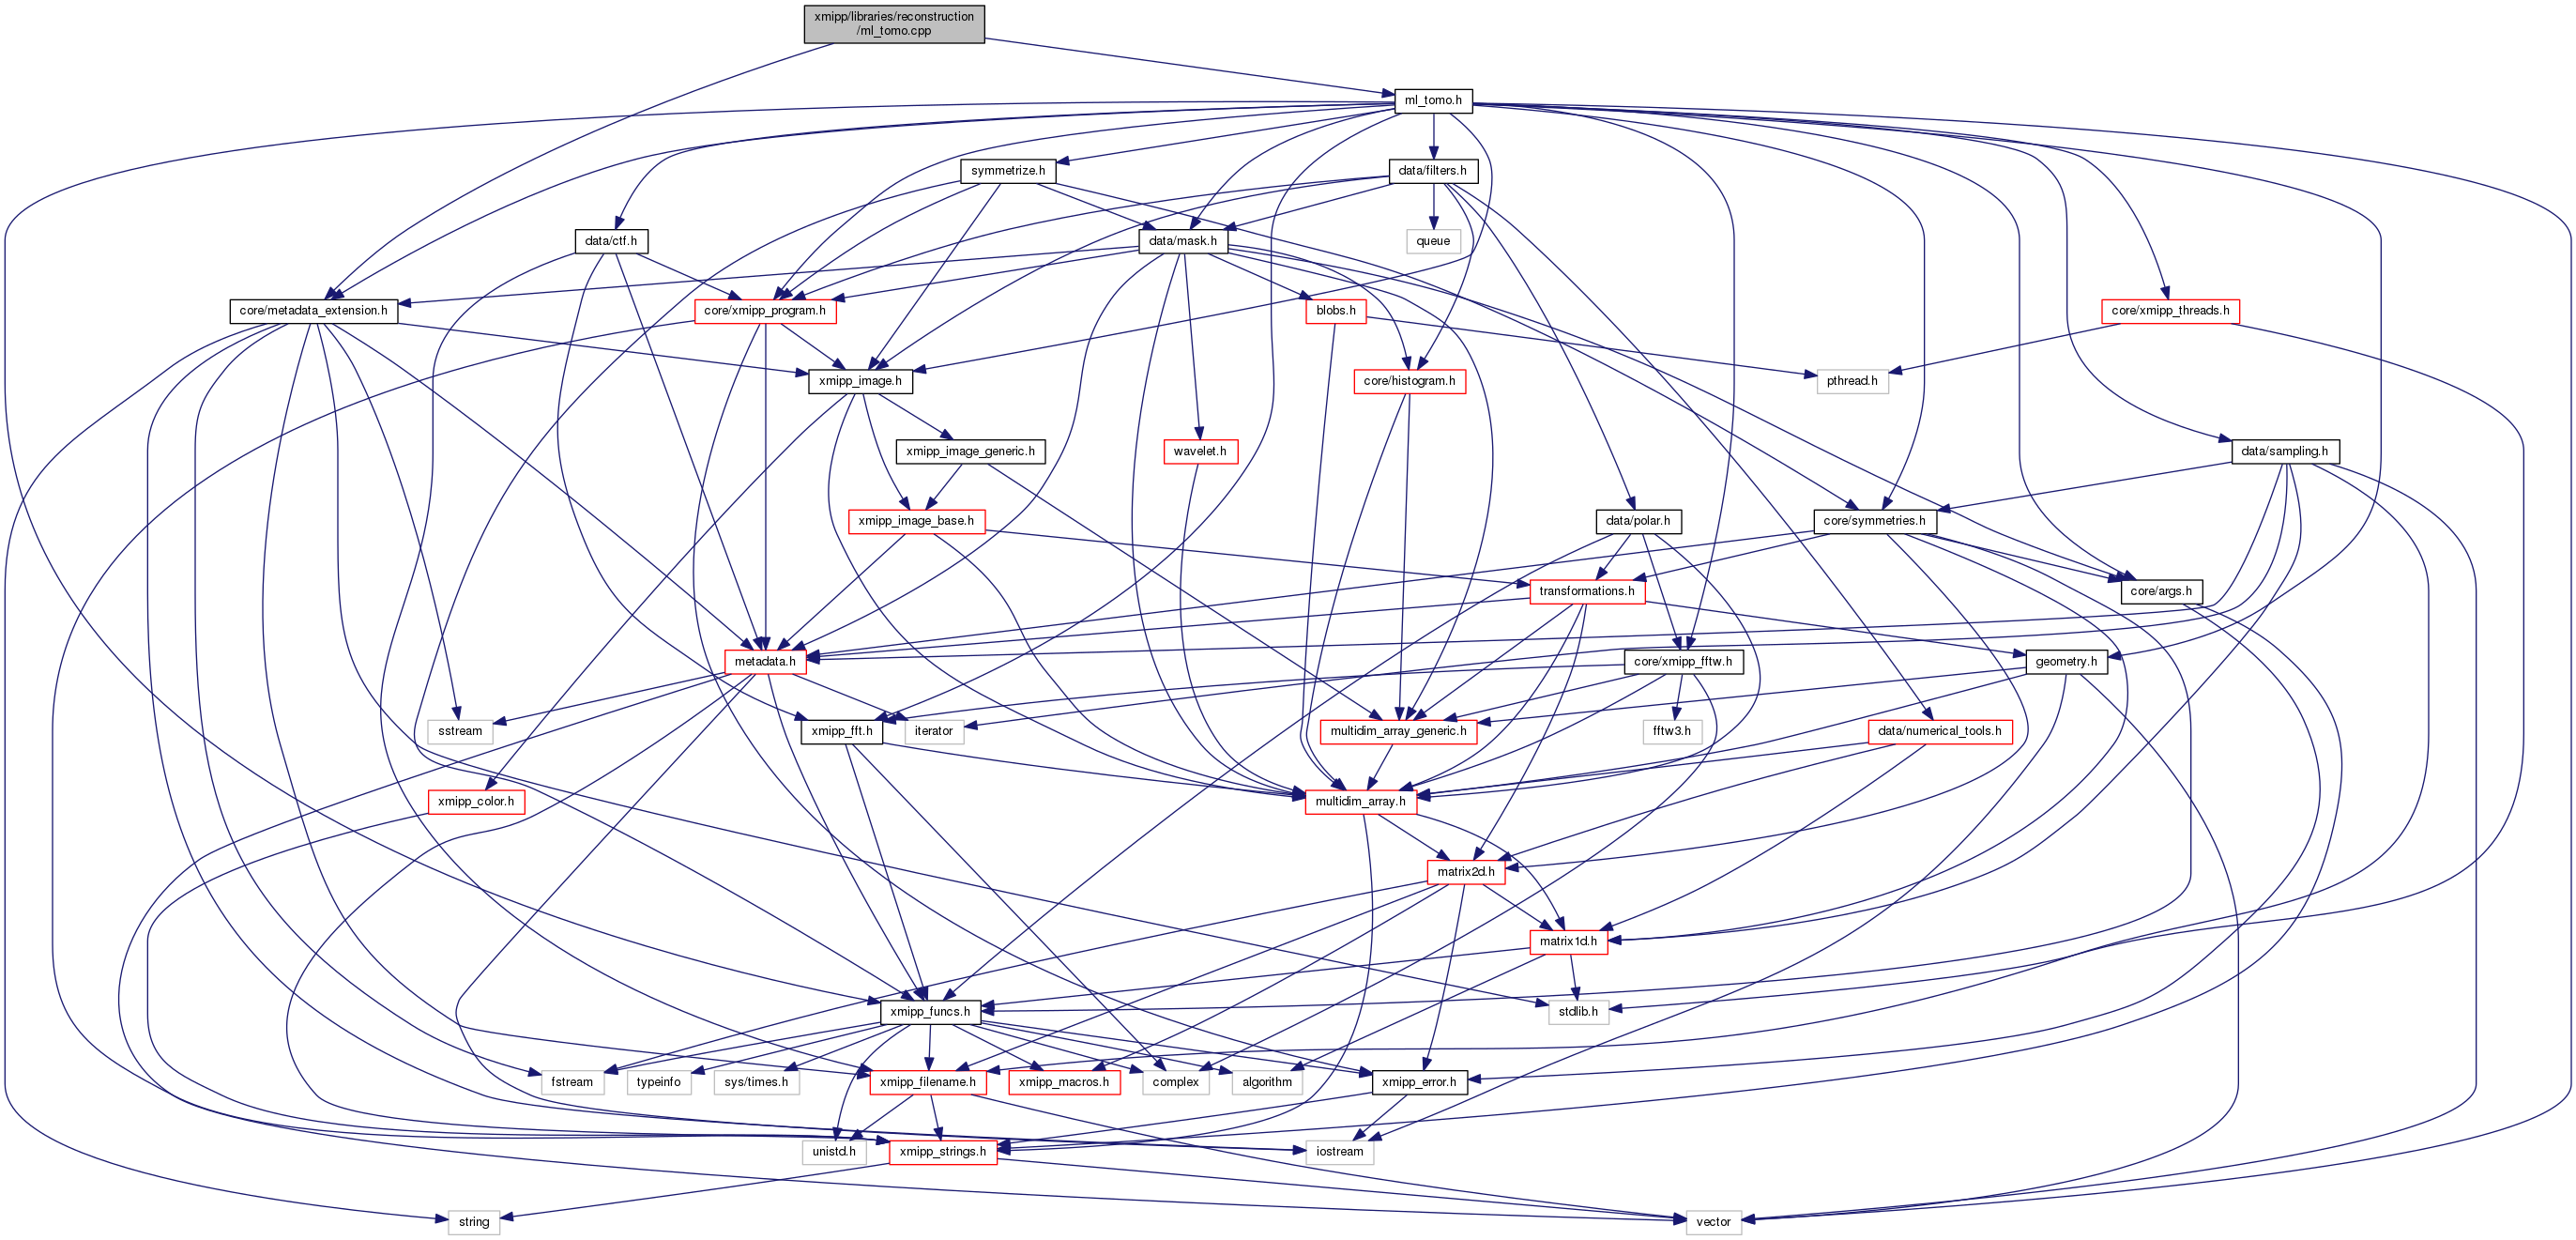 xmipp/libraries/reconstruction
/ml_tomo.cpp
ml_tomo.h
symmetrize.h
data/filters.h
data/ctf.h
data/mask.h
queue
core/metadata_extension.h
core/xmipp_program.h
blobs.h
core/xmipp_threads.h
xmipp_image.h
core/histogram.h
pthread.h
xmipp_image_generic.h
wavelet.h
data/sampling.h
xmipp_image_base.h
data/polar.h
core/symmetries.h
transformations.h
core/args.h
metadata.h
core/xmipp_fftw.h
geometry.h
sstream
xmipp_fft.h
iterator
multidim_array_generic.h
fftw3.h
data/numerical_tools.h
xmipp_color.h
multidim_array.h
matrix2d.h
matrix1d.h
xmipp_funcs.h
stdlib.h
fstream
typeinfo
sys/times.h
xmipp_filename.h
xmipp_macros.h
complex
algorithm
xmipp_error.h
unistd.h
xmipp_strings.h
iostream
string
vector